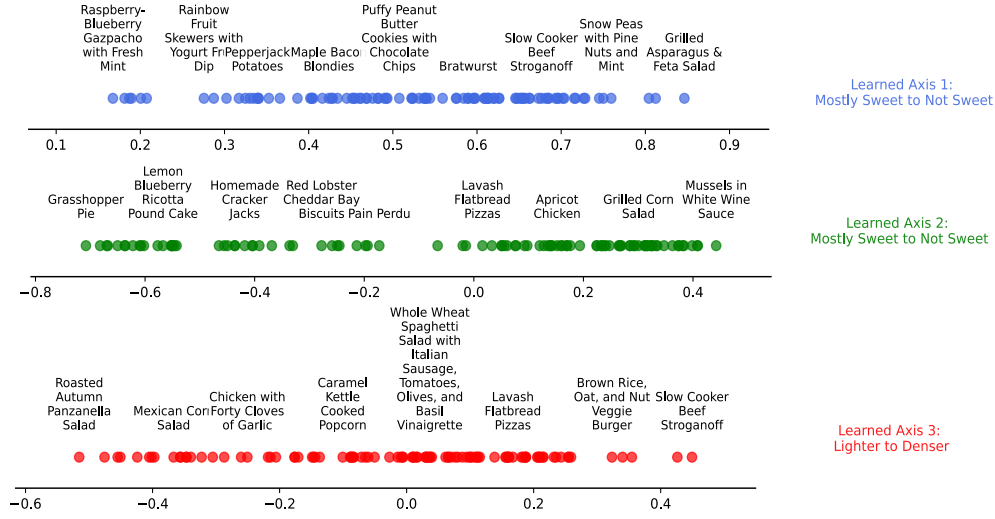 Raspberry-
Blueberry
Gazpacho
with Fresh
Mint
Rainbow
Fruit
Skewers with
Yogurt Fru
Dip
Pepperjack
Potatoes
Maple Bacon
Blondies
Puffy Peanut
Butter
Cookies with
Chocolate
Chips
Bratwurst
Slow Cooker
Beef
Stroganoff
Snow Peas
with Pine
Nuts and
Mint
Grilled
Asparagus &
Feta Salad
Learned Axis 1:
Mostly Sweet to Not Sweet
0.1 0.2 0.3 0.4 0.5 0.6 0.7 0.8 0.9
Grasshopper
Pie
Lemon
Blueberry
Ricotta
Pound Cake
Homemade
Cracker
Jacks
Red Lobster
Cheddar Bay
Biscuits
Pain Perdu
Lavash
Flatbread
Pizzas
Apricot
Chicken
Grilled Corn
Salad
Mussels in
White Wine
Sauce
Learned Axis 2:
Mostly Sweet to Not Sweet
−0.8 −0.6 −0.4 −0.2 0.0 0.2 0.4
Roasted
Autumn
Panzanella
Salad
Mexican Corn
Salad
Chicken with
Forty Cloves
of Garlic
Caramel
Kettle
Cooked
Popcorn
Whole Wheat
Spaghetti
Salad with
Italian
Sausage,
Tomatoes,
Olives, and
Basil
Vinaigrette
Lavash
Flatbread
Pizzas
Brown Rice,
Oat, and Nut
Veggie
Burger
Slow Cooker
Beef
Stroganoff
Learned Axis 3:
Lighter to Denser
−0.6 −0.4 −0.2 0.0 0.2 0.4